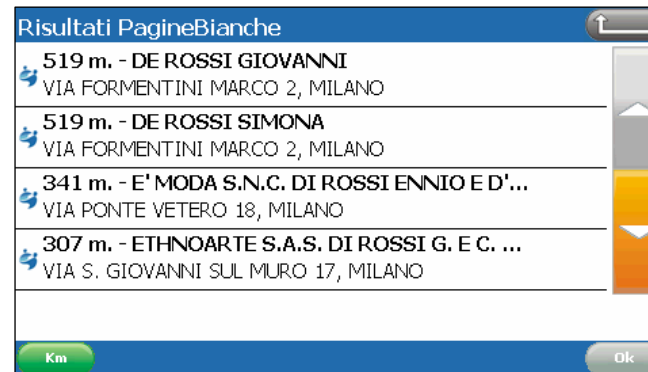 Risultati PagineBianche
519 m. - DE ROSSI GIOVANNI
VIA FORMENTINI MARCO 2, MILANO
519 m. - DE ROSSI SIMONA
VIA FORMENTINI MARCO 2, MILANO
341 m. - E' MODA S.N.C. DI ROSSI ENNIO E D'...
VIA PONTE VETERO 18, MILANO
307 m. - ETHNOARTE S.A.S. DI ROSSI G. E C. ...
VIA S. GIOVANNI SUL MURO 17, MILANO
Km
Ok